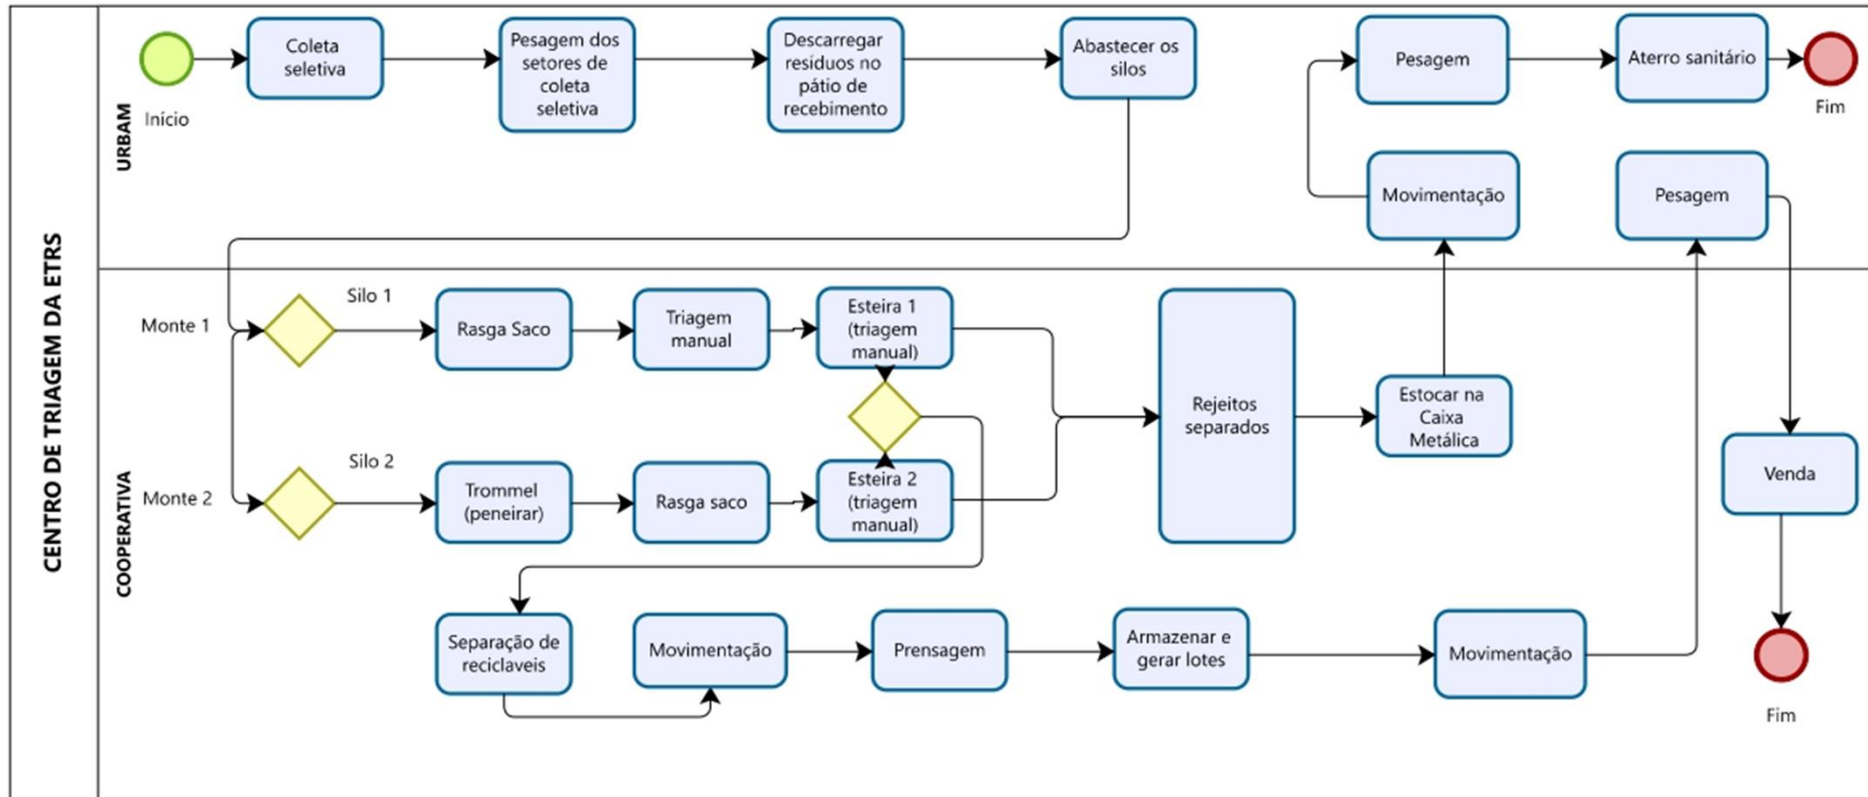 CENTRO DE TRIAGEM DA ETRS
URBAM
Início
Coleta
seletiva
Pesagem dos
setores de
coleta
seletiva
Descarregar
resíduos no
pátio de
recebimento
Abastecer os
silos
Pesagem
Aterro sanitário
Fim
Movimentação
Pesagem
COOPERATIVA
Monte 1
Silo 1
Rasga Saco
Triagem
manual
Esteira 1
(triagem
manual)
Monte 2
Silo 2
Trommel
(peneirar)
Rasga saco
Esteira 2
(triagem
manual)
Rejeitos
separados
Estocar na
Caixa
Metálica
Venda
Separação de
reciclaveis
Movimentação
Prensagem
Armazenar e
gerar lotes
Movimentação
Fim